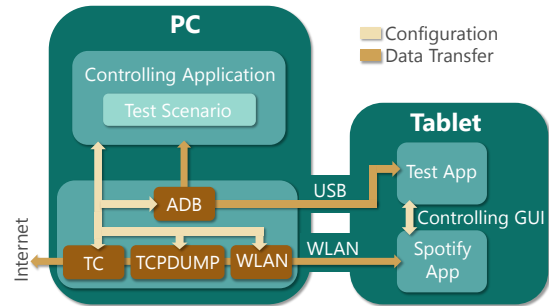 PC
Configuration
Data Transfer
Controlling Application
Test Scenario
Tablet
Test App
USB
ADB
Controlling GUI
WLAN
Internet
TC
TCPDUMP
WLAN
Spotify
App